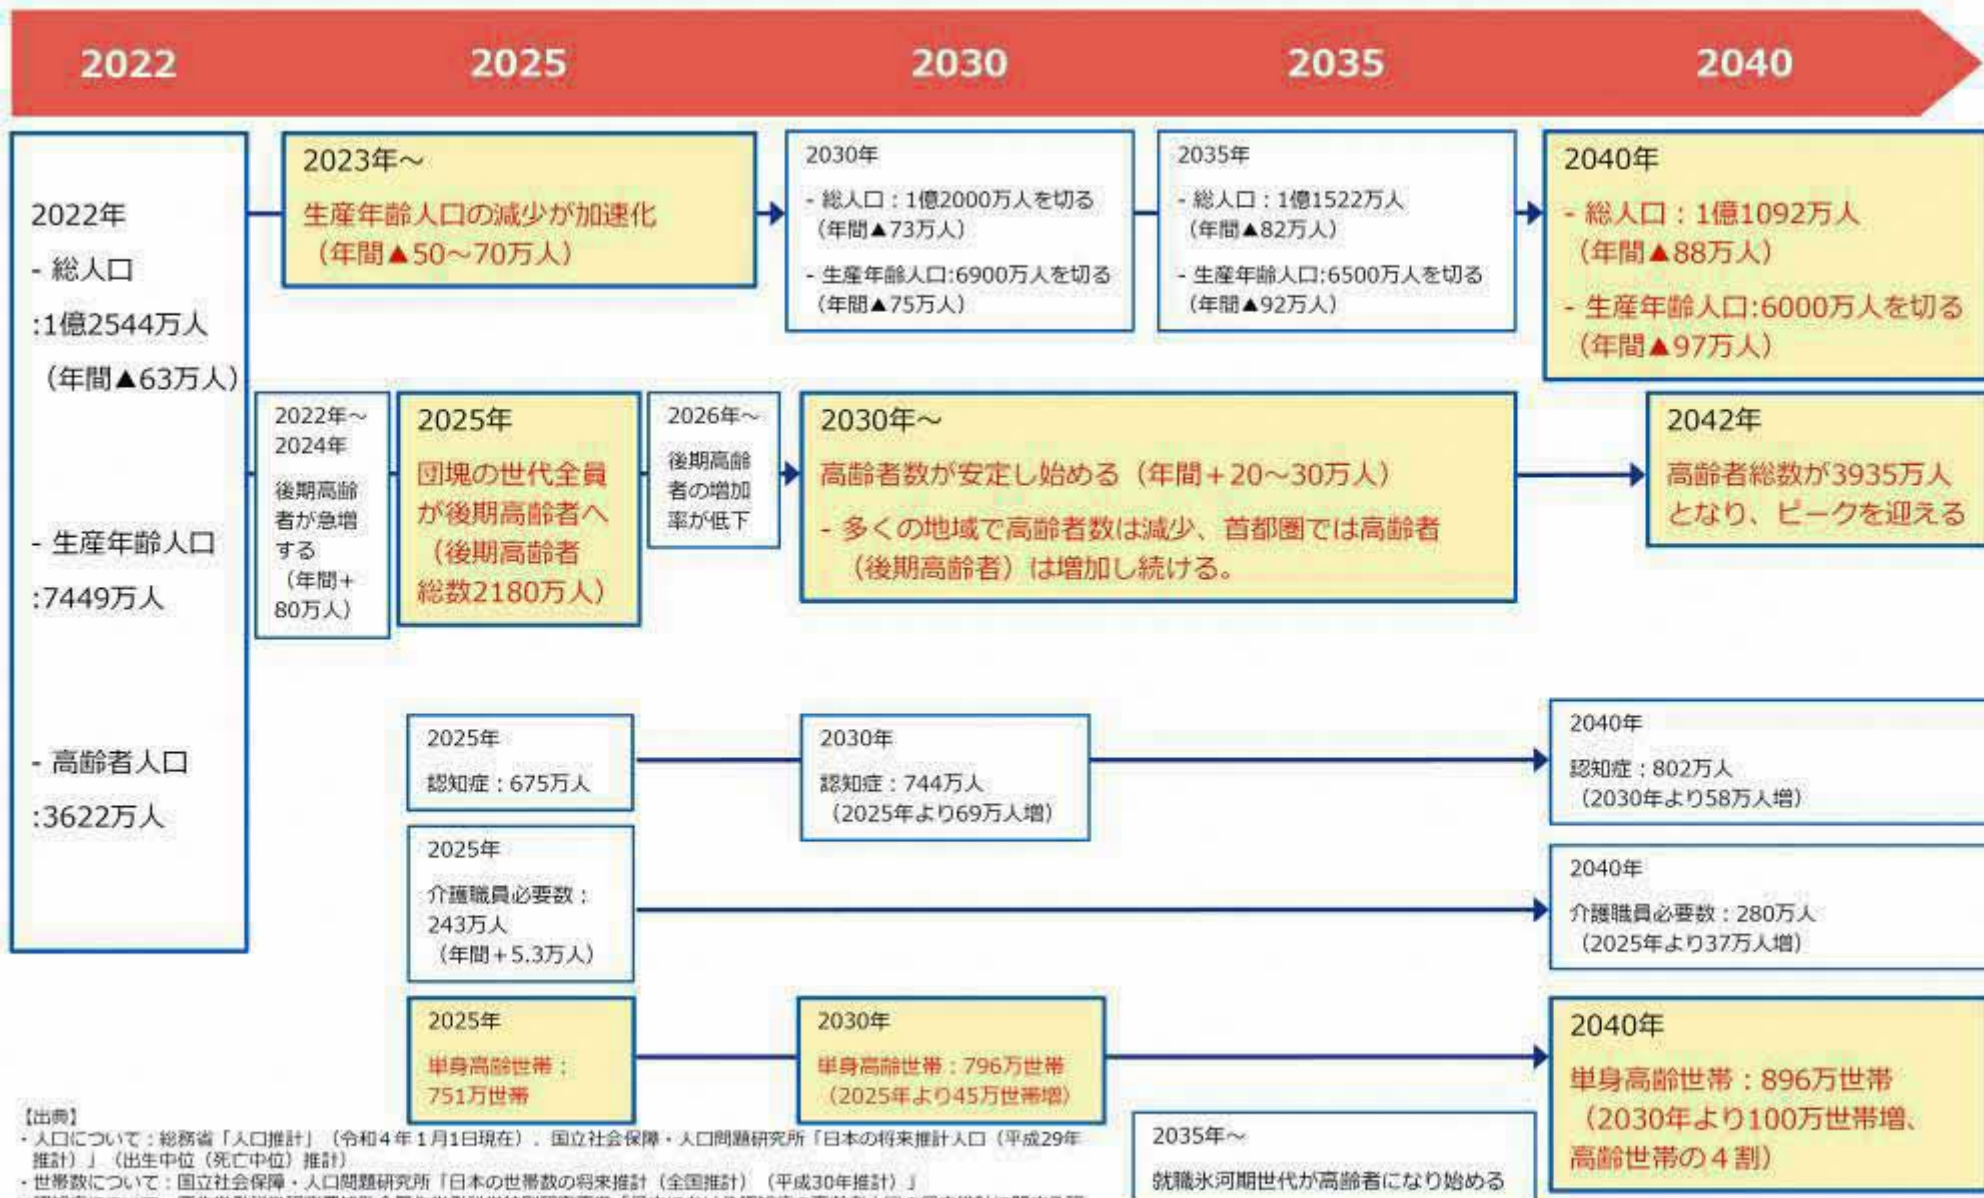 2022
2025
2030
2035
2040
2022年
- 総人口
:1億2544万人
（年間▲63万人）
- 生産年齢人口
:7449万人
- 高齢者人口
:3622万人
2023年～
生産年齢人口の減少が加速化
（年間▲50～70万人）
2030年
- 総人口：1億2000万人を切る
（年間▲73万人）
- 生産年齢人口:6900万人を切る
（年間▲75万人）
2035年
- 総人口：1億1522万人
（年間▲82万人）
- 生産年齢人口:6500万人を切る
（年間▲92万人）
2040年
- 総人口：1億1092万人
（年間▲88万人）
- 生産年齢人口:6000万人を切る
（年間▲97万人）
2022年～
2024年
後期高齢
者が急増
する
（年間＋
80万人）
2025年
団塊の世代全員
が後期高齢者へ
（後期高齢者
総数2180万人）
2026年～
後期高齢
者の増加
率が低下
2030年～
高齢者数が安定し始める（年間＋20～30万人）
- 多くの地域で高齢者数は減少、首都圏では高齢者
（後期高齢者）は増加し続ける。
2042年
高齢者総数が3935万人
となり、ピークを迎える
2025年
認知症：675万人
2030年
認知症：744万人
（2025年より69万人増）
2040年
認知症：802万人
（2030年より58万人増）
2025年
介護職員必要数：
243万人
（年間＋5.3万人）
2040年
介護職員必要数：280万人
（2025年より37万人増）
2025年
単身高齢世帯：
751万世帯
2030年
単身高齢世帯：796万世帯
（2025年より45万世帯増）
2040年
単身高齢世帯：896万世帯
（2030年より100万世帯増、
高齢世帯の４割）
2035年～
就職氷河期世代が高齢者になり始める
【出典】
・人口について：総務省「人口推計」（令和４年１月1日現在）．国立社会保障・人口問題研究所「日本の将来推計人口（平成29年
推計）」（出生中位（死亡中位）推計）
・世帯数について：国立社会保障・人口問題研究所「日本の世帯数の将来推計（全国推計）（平成30年推計）」